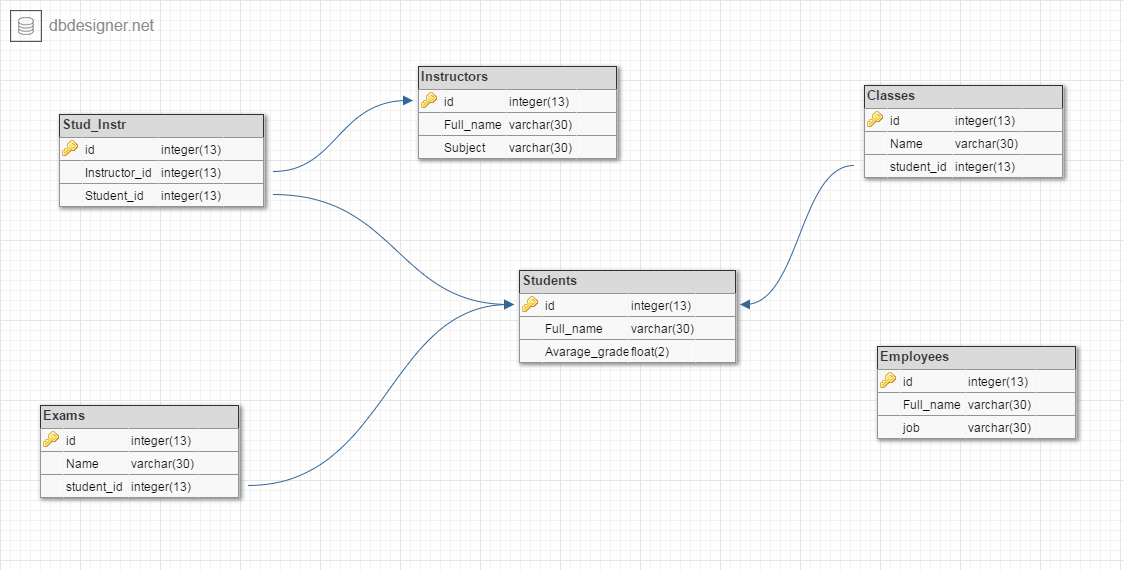 dbdesigner.net
Instructors
id integer(13)
Full_name varchar(30)
Subject varchar(30)
Classes
id integer(13)
Name varchar(30)
student_id integer(13)
Stud_Instr
id integer(13)
Instructor_id integer(13)
Student_id integer(13)
Students
id integer(13)
Full_name varchar(30)
Avarage_grade float(2)
Employees
id integer(13)
Full_name varchar(30)
job varchar(30)
Exams
id integer(13)
Name varchar(30)
student_id integer(13)